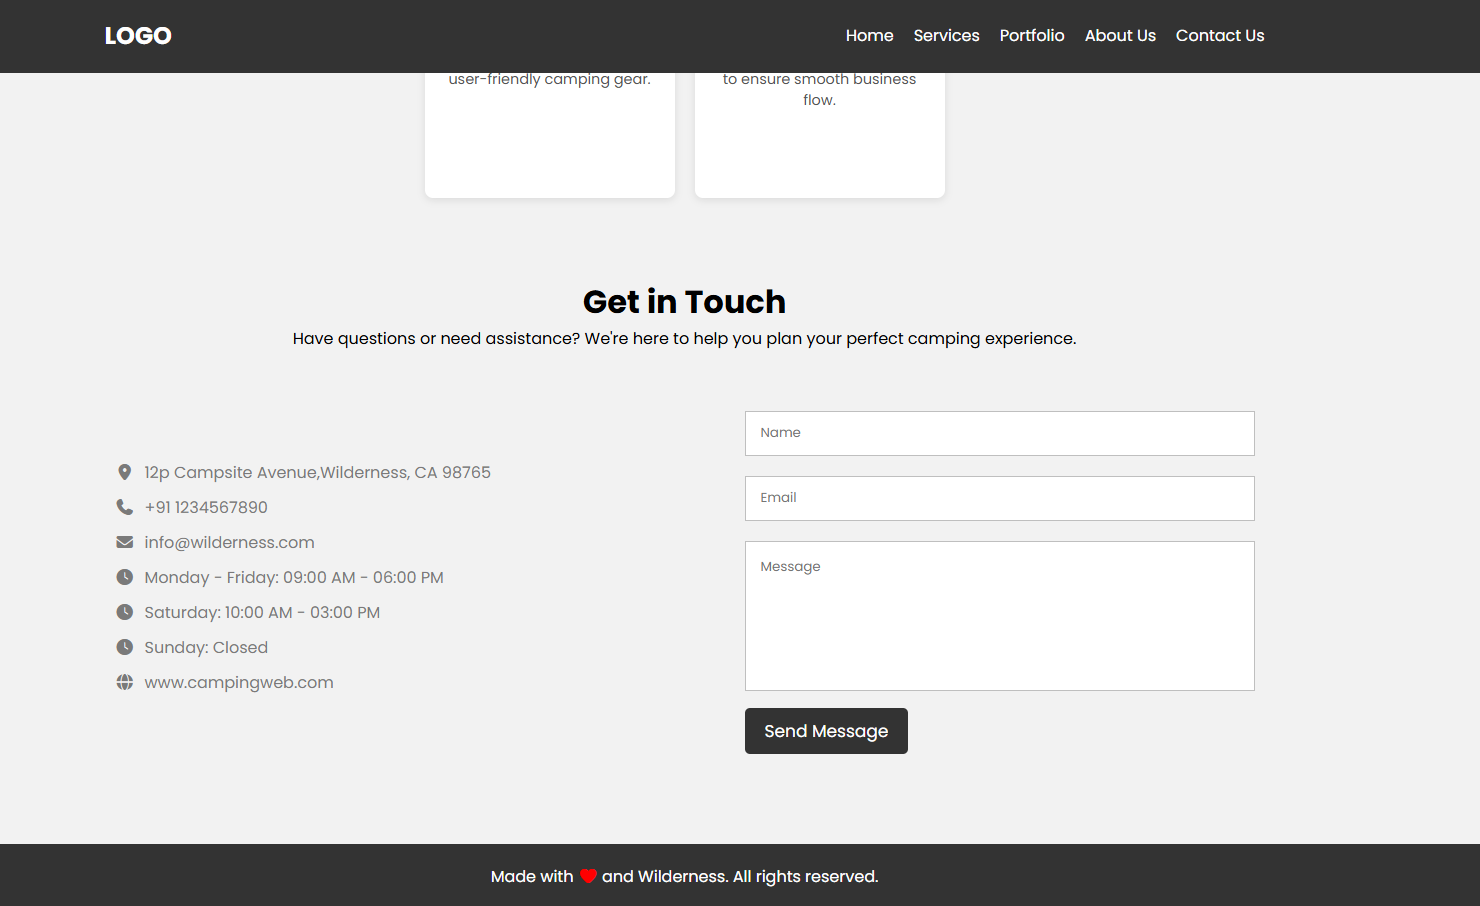 LOGO
Home Services Portfolio About Us Contact Us
user-friendly camping gear.
to ensure smooth business
flow.
Get in Touch
Have questions or need assistance? We're here to help you plan your perfect camping experience.
12p Campsite Avenue,Wilderness, CA 98765
+91 1234567890
info@wilderness.com
Monday - Friday: 09:00 AM - 06:00 PM
Saturday: 10:00 AM - 03:00 PM
Sunday: Closed
www.campingweb.com
Name
Email
Message
Send Message
Made with ❤ and Wilderness. All rights reserved.